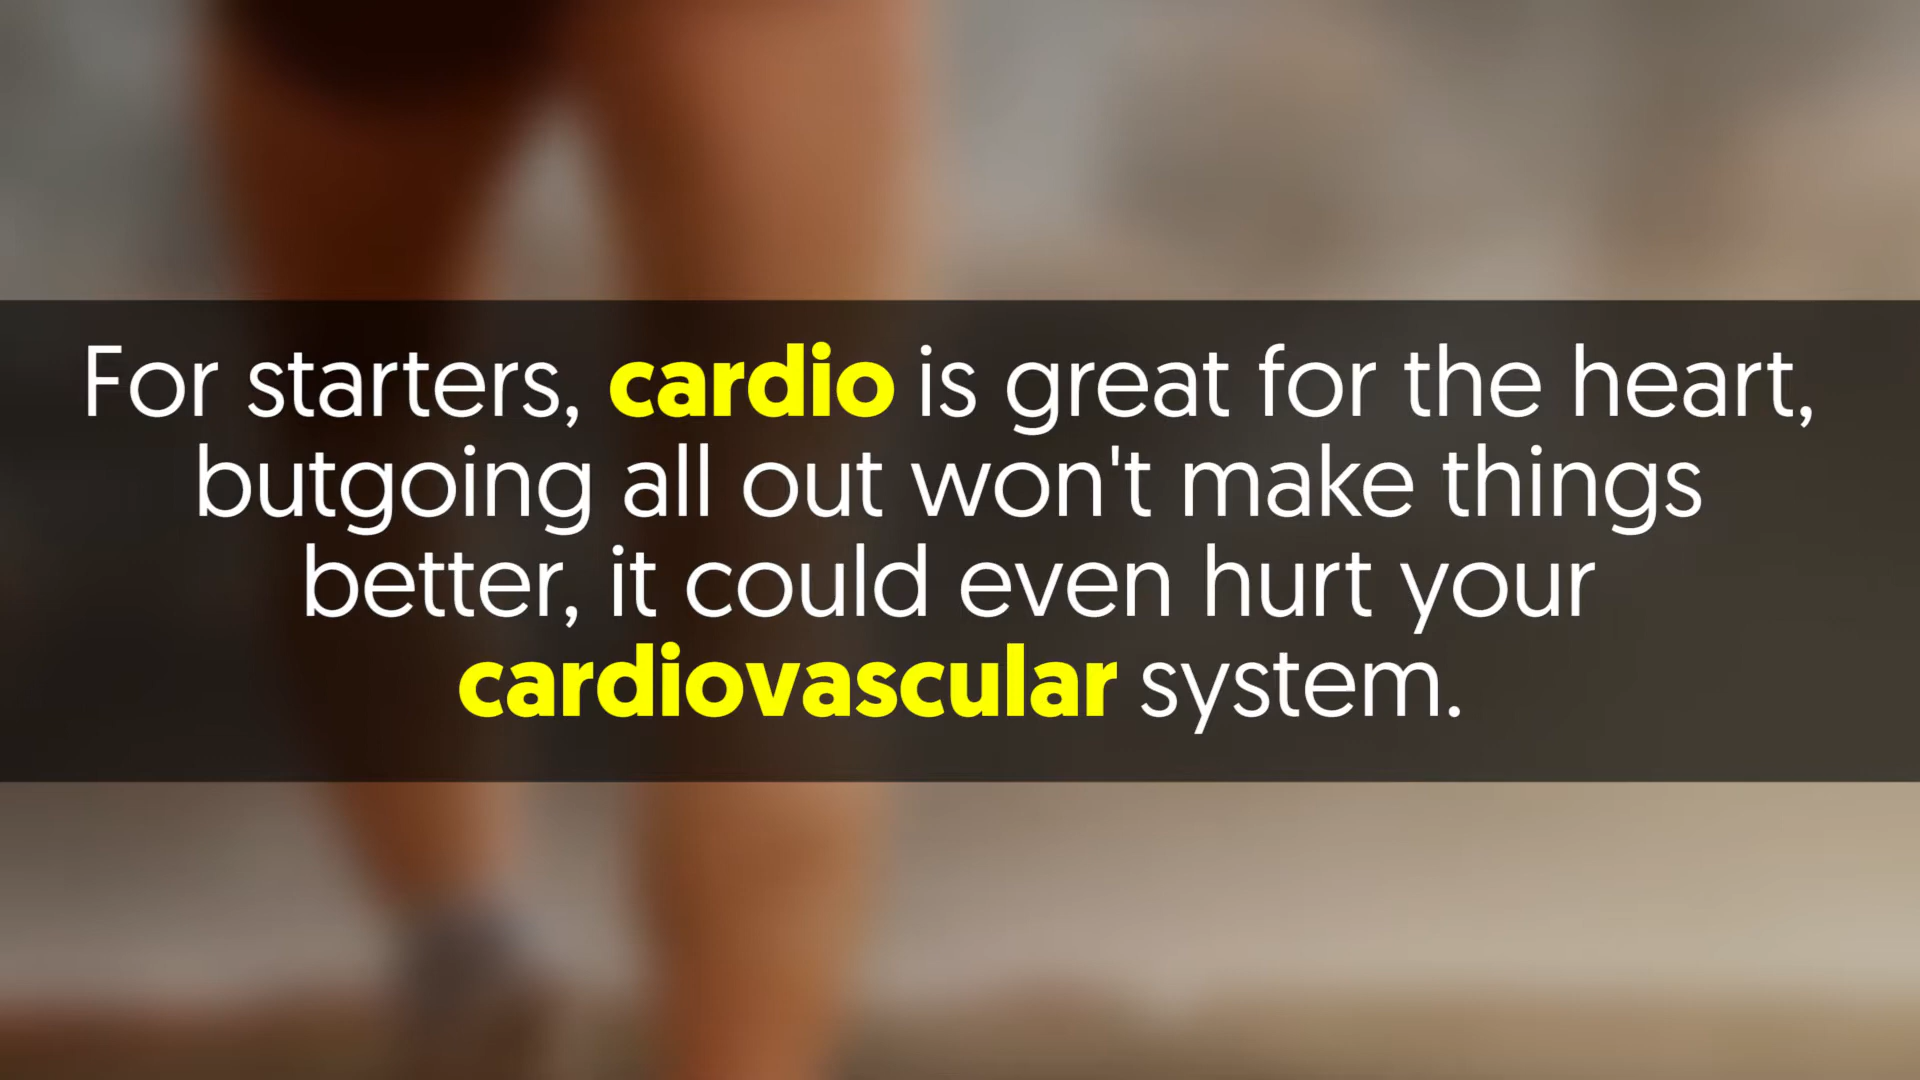 For starters, cardio is great for the heart,
butgoing all out won't make things
better, it could even hurt your
cardiovascular system.